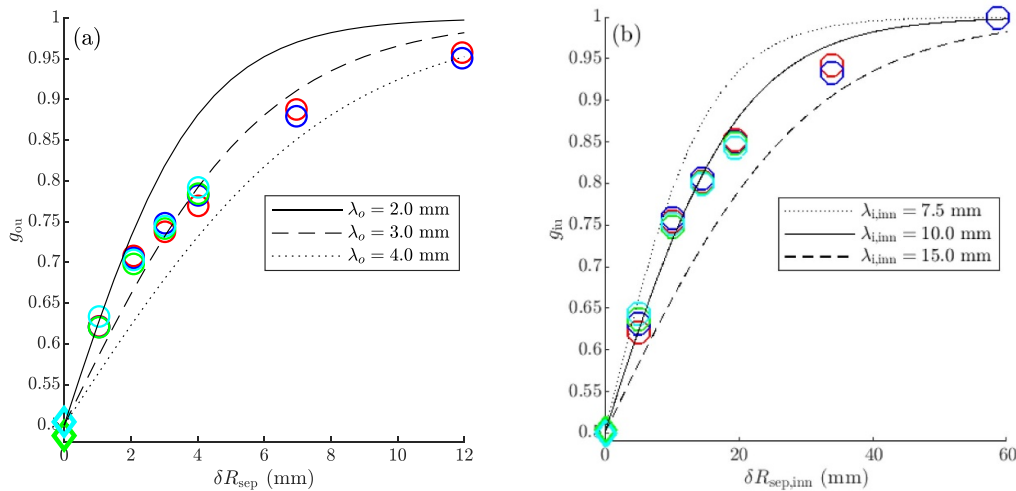 (a)
1
0.95
0.9
0.85
0.8
0.75
0.7
0.65
0.6
0.55
0.
g_ou
λ_o = 2.0 mm
λ_o = 3.0 mm
λ_o = 4.0 mm
0 2 4 6 8 10 12
δR_sep (mm)
(b)
1
0.95
0.9
0.85
0.8
0.75
0.7
0.65
0.6
0.55
0.
λ_i,inn = 7.5 mm
λ_i,inn = 10.0 mm
λ_i,inn = 15.0 mm
0 20 40 60
δR_sep,inn (mm)